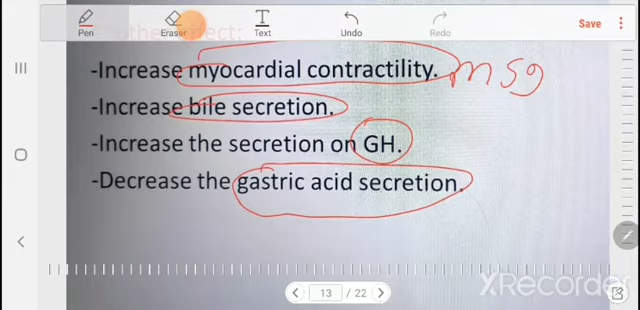 Pen
Eraser
Text
Undo
Redo
Save
-Increase myocardial contractility.
msg
-Increase bile secretion.
-Increase the secretion on GH.
-Decrease the gastric acid secretion.
13 / 22
XRecorder